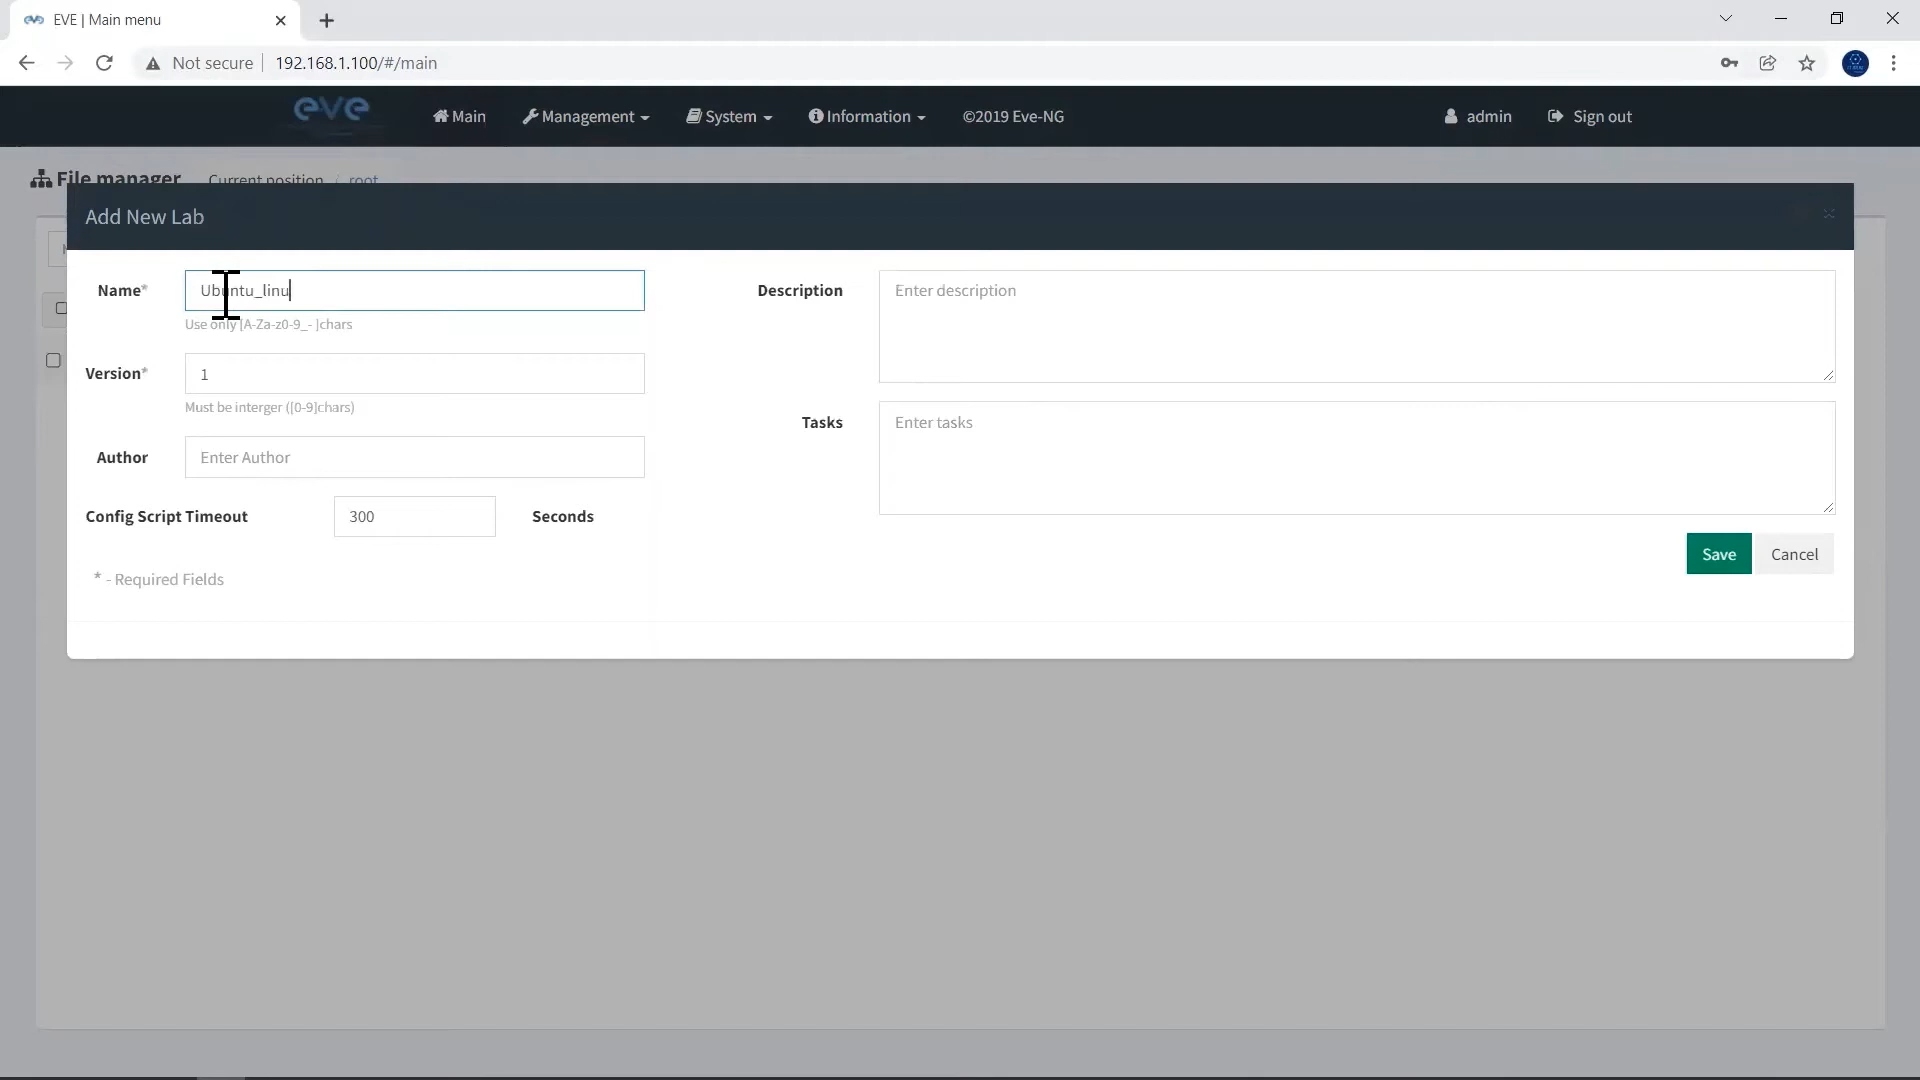 EVE | Main menu
Not secure 192.168.1.100/#/main
eve Main Management System Information ©2019 Eve-NG admin Sign out
File manager Current position / root
Add New Lab
Name* Ubuntu_linu
Use only [A-Za-z0-9_- ]chars
Version* 1
Must be interger ([0-9]chars)
Author Enter Author
Config Script Timeout 300 Seconds
* - Required Fields
Description Enter description
Tasks Enter tasks
Save Cancel